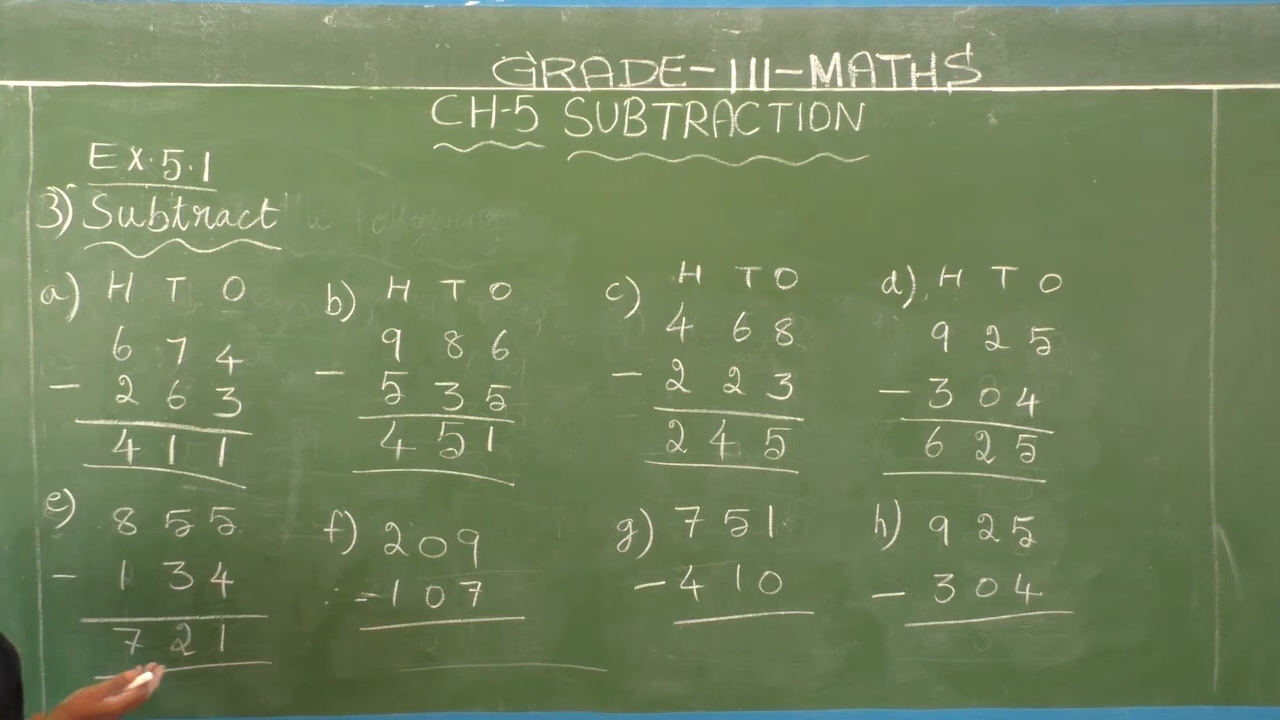 GRADE-III-MATHS
CH-5 SUBTRACTION
EX.5.1
3) Subtract
a) H T O b) H T O c) H T O d) H T O
6 7 4 9 8 6 4 6 8 9 2 5
- 2 6 3 - 5 3 5 - 2 2 3 - 3 0 4
4 1 1 4 5 1 2 4 5 6 2 5
e) 8 5 5 f) 2 0 9 g) 7 5 1 h) 9 2 5
- 1 3 4 - 1 0 7 - 4 1 0 - 3 0 4
7 2 1